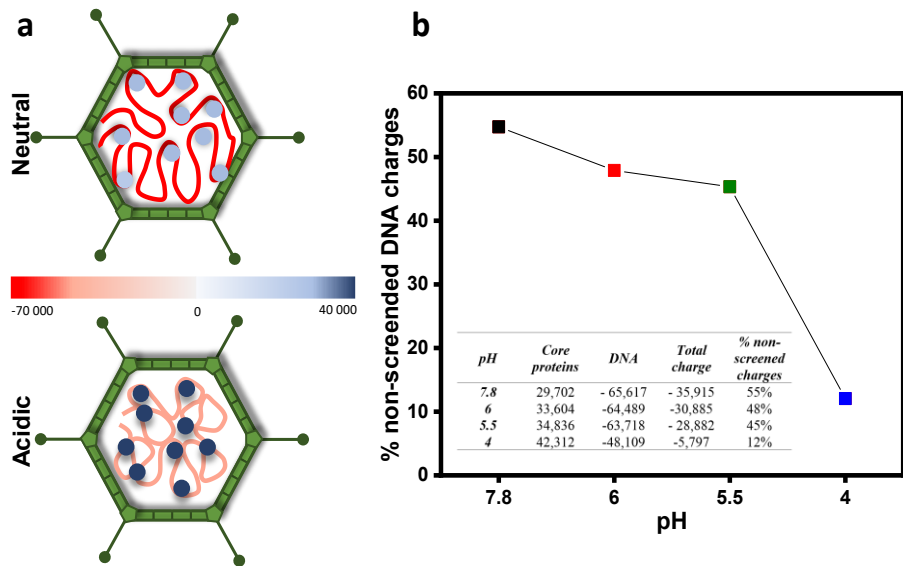 a
Neutral
-70 000 0 40 000
Acidic
b
% non-screended DNA charges
60
50
40
30
20
10
0
7.8 6 5.5 4
pH
pH Core proteins DNA Total charge % non-screened charges
7.8 29,702 - 65,617 - 35,915 55%
6 33,604 -64,489 -30,885 48%
5.5 34,836 -63,718 - 28,882 45%
4 42,312 -48,109 -5,797 12%